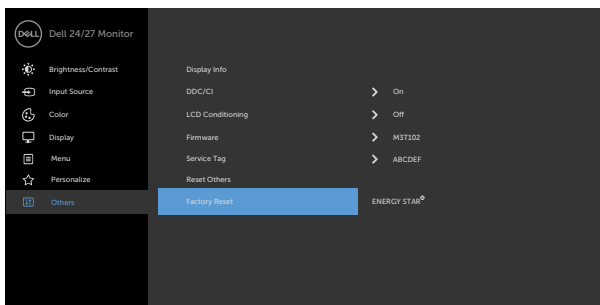 DELL Dell 24/27 Monitor
Brightness/Contrast
Input Source
Color
Display
Menu
Personalize
Others
Display Info
DDC/CI On
LCD Conditioning Off
Firmware M3T102
Service Tag ABCDEF
Reset Others
Factory Reset ENERGY STAR®